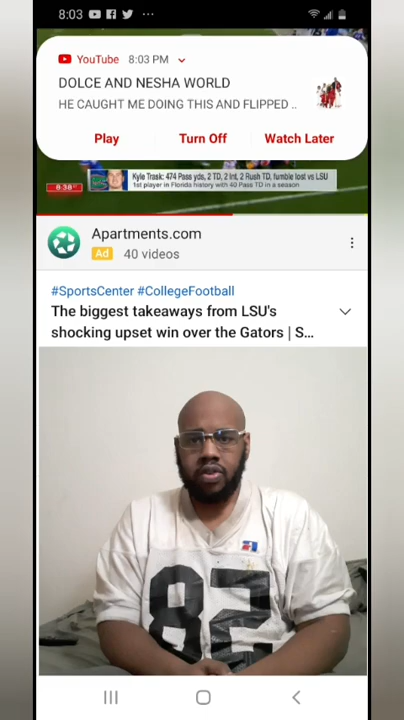 8:03
YouTube 8:03 PM
DOLCE AND NESHA WORLD
HE CAUGHT ME DOING THIS AND FLIPPED ..
Play Turn Off Watch Later
Kyle Trask: 474 Pass yds, 2 TD, 2 Int, 2 Rush TD, fumble lost vs LSU
1st player in Florida history with 40 Pass TD in a season
8:38
Apartments.com
Ad 40 videos
#SportsCenter #CollegeFootball
The biggest takeaways from LSU's
shocking upset win over the Gators | S...
82